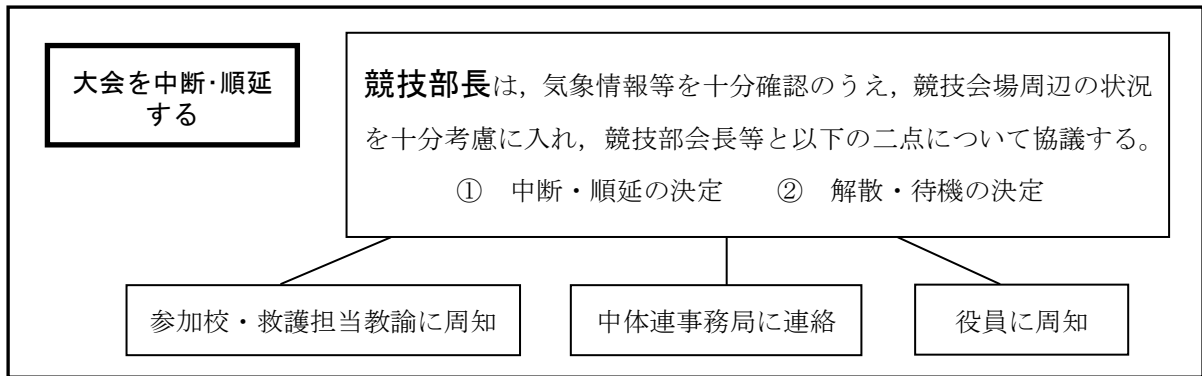 大会を中断・順延
する
競技部長は，気象情報等を十分確認のうえ，競技会場周辺の状況
を十分考慮に入れ，競技部会長等と以下の二点について協議する。
①　中断・順延の決定　　②　解散・待機の決定
参加校・救護担当教諭に周知
中体連事務局に連絡
役員に周知